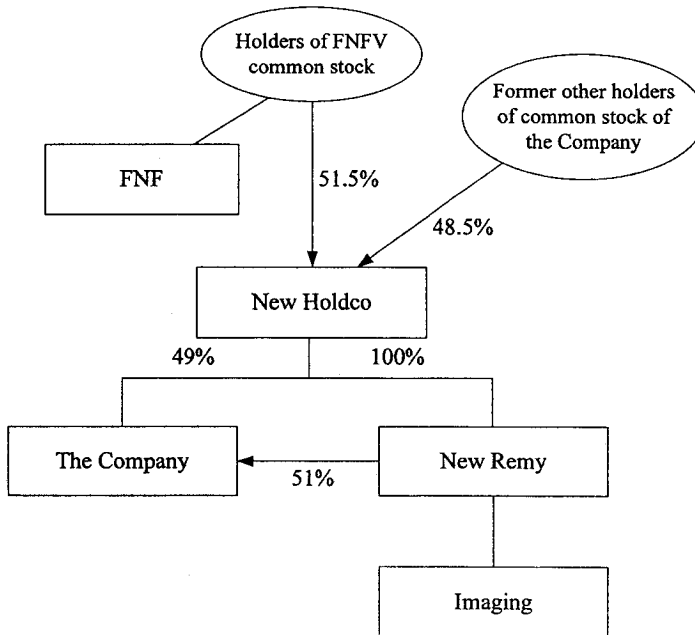 Holders of FNFV
common stock
Former other holders
of common stock of
the Company
FNF
51.5%
48.5%
New Holdco
49%
100%
The Company
New Remy
51%
Imaging